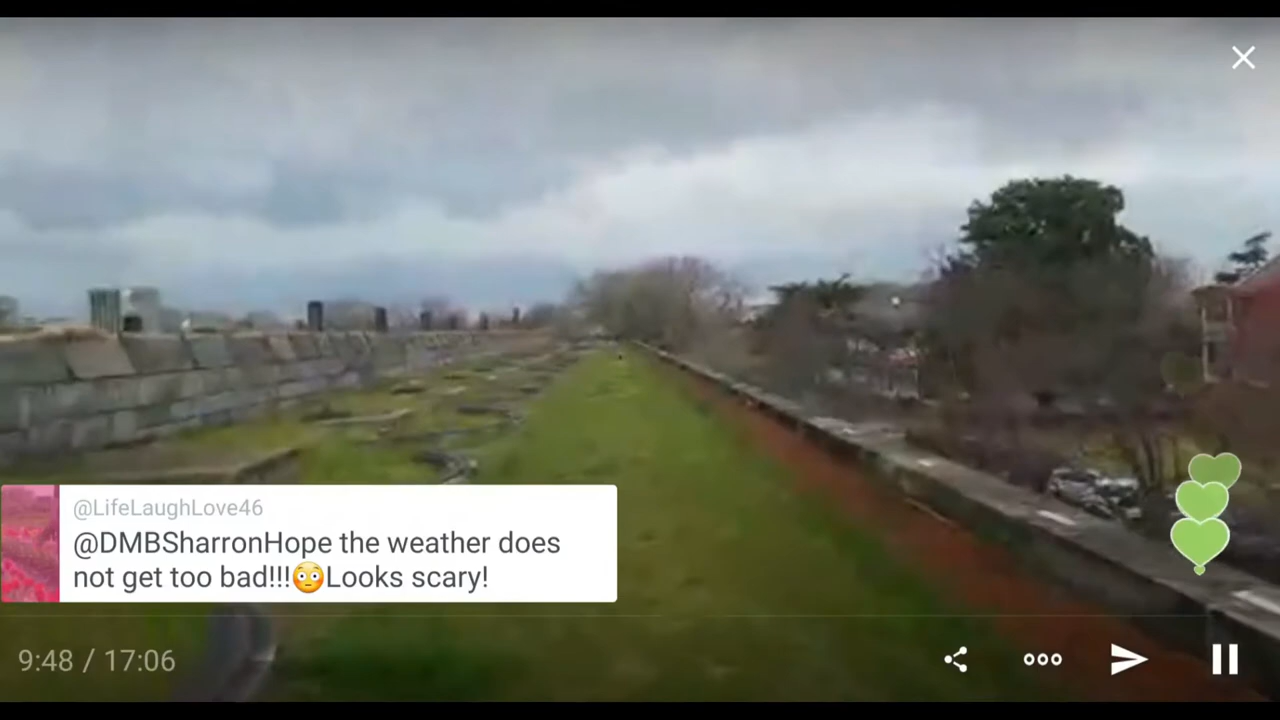 @LifeLaughLove46
@DMBSharronHope the weather does
not get too bad!!!😳Looks scary!
9:48 / 17:06